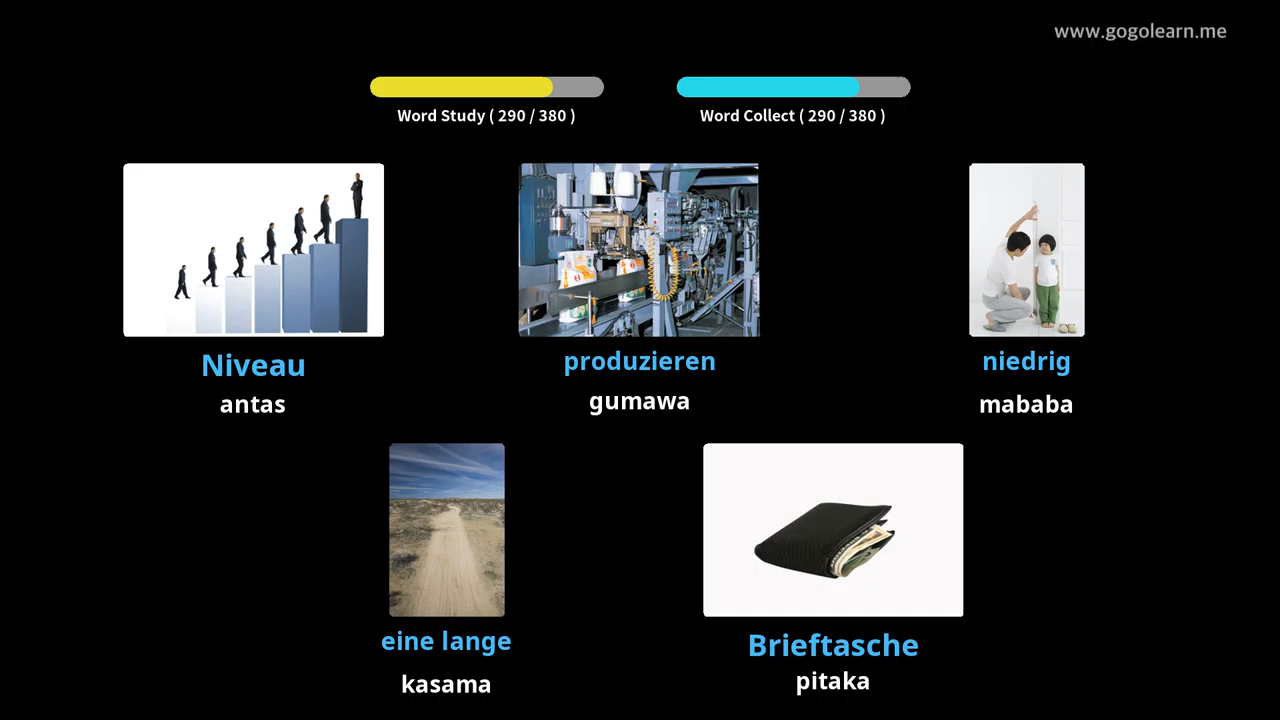 www.gogolearn.me
Word Study ( 290 / 380 )
Word Collect ( 290 / 380 )
Niveau
antas
produzieren
gumawa
niedrig
mababa
eine lange
kasama
Brieftasche
pitaka